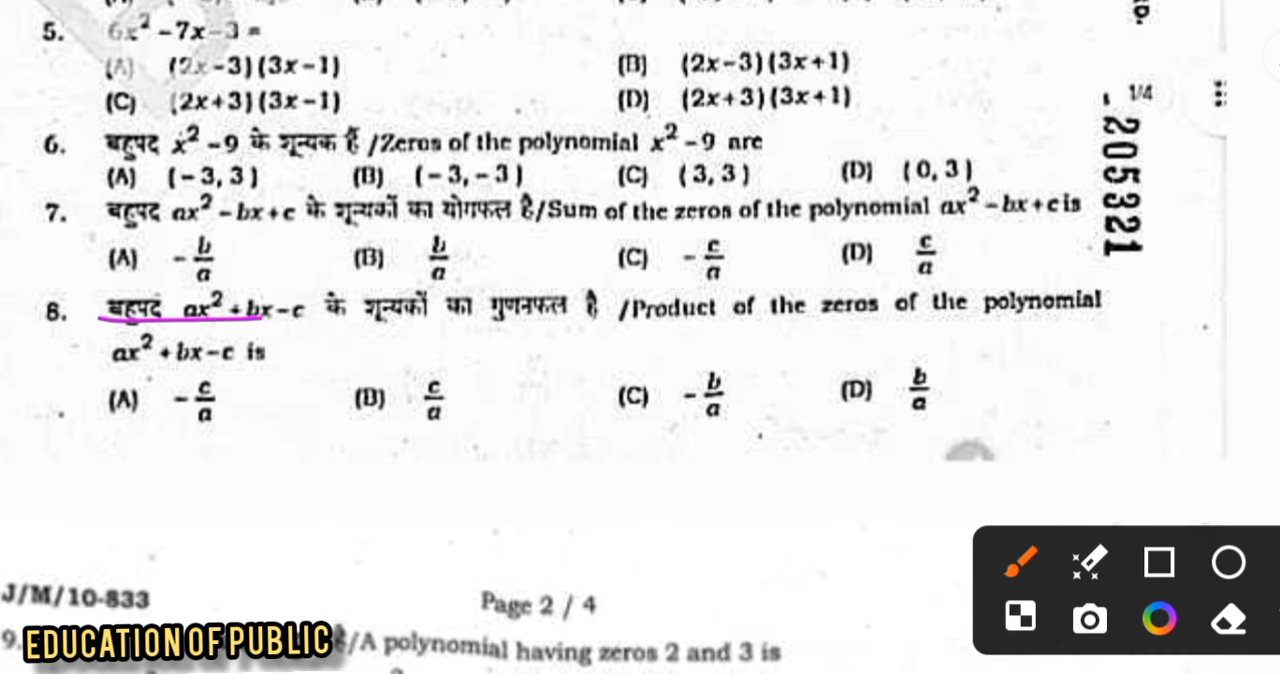 5. 6x² -7x-3 =
(A) (2x-3)(3x-1) (B) (2x-3)(3x+1)
(C) (2x+3)(3x-1) (D) (2x+3)(3x+1)
6. बहुपद x² -9 के शून्यक हैं /Zeros of the polynomial x² -9 are
(A) (-3, 3) (B) (-3, -3) (C) (3, 3) (D) (0, 3)
7. बहुपद ax² -bx+c के शून्यकों का योगफल है/Sum of the zeros of the polynomial ax² -bx+c is
(A) -b/a (B) b/a (C) -c/a (D) c/a
8. बहुपद ax² +bx-c के शून्यकों का गुणनफल है /Product of the zeros of the polynomial
ax² +bx-c is
(A) -c/a (B) c/a (C) -b/a (D) b/a
1/4
205321
J/M/10-833 Page 2 / 4
9. EDUCATION OF PUBLIC है/A polynomial having zeros 2 and 3 is